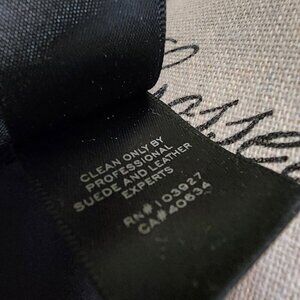 CLEAN ONLY BY
PROFESSIONAL
SUEDE AND LEATHER
EXPERTS
RN# 103927
CA#40634